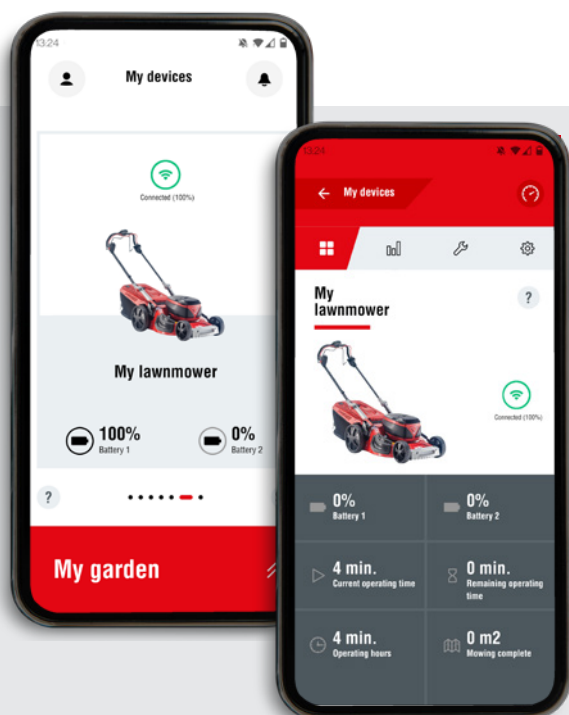 13:24
My devices
Connected (100%)
My lawnmower
100%
Battery 1
0%
Battery 2
?
My garden
13:24
My devices
My
lawnmower
?
Connected (100%)
0%
Battery 1
0%
Battery 2
4 min.
Current operating time
0 min.
Remaining operating
time
4 min.
Operating hours
0 m2
Mowing complete